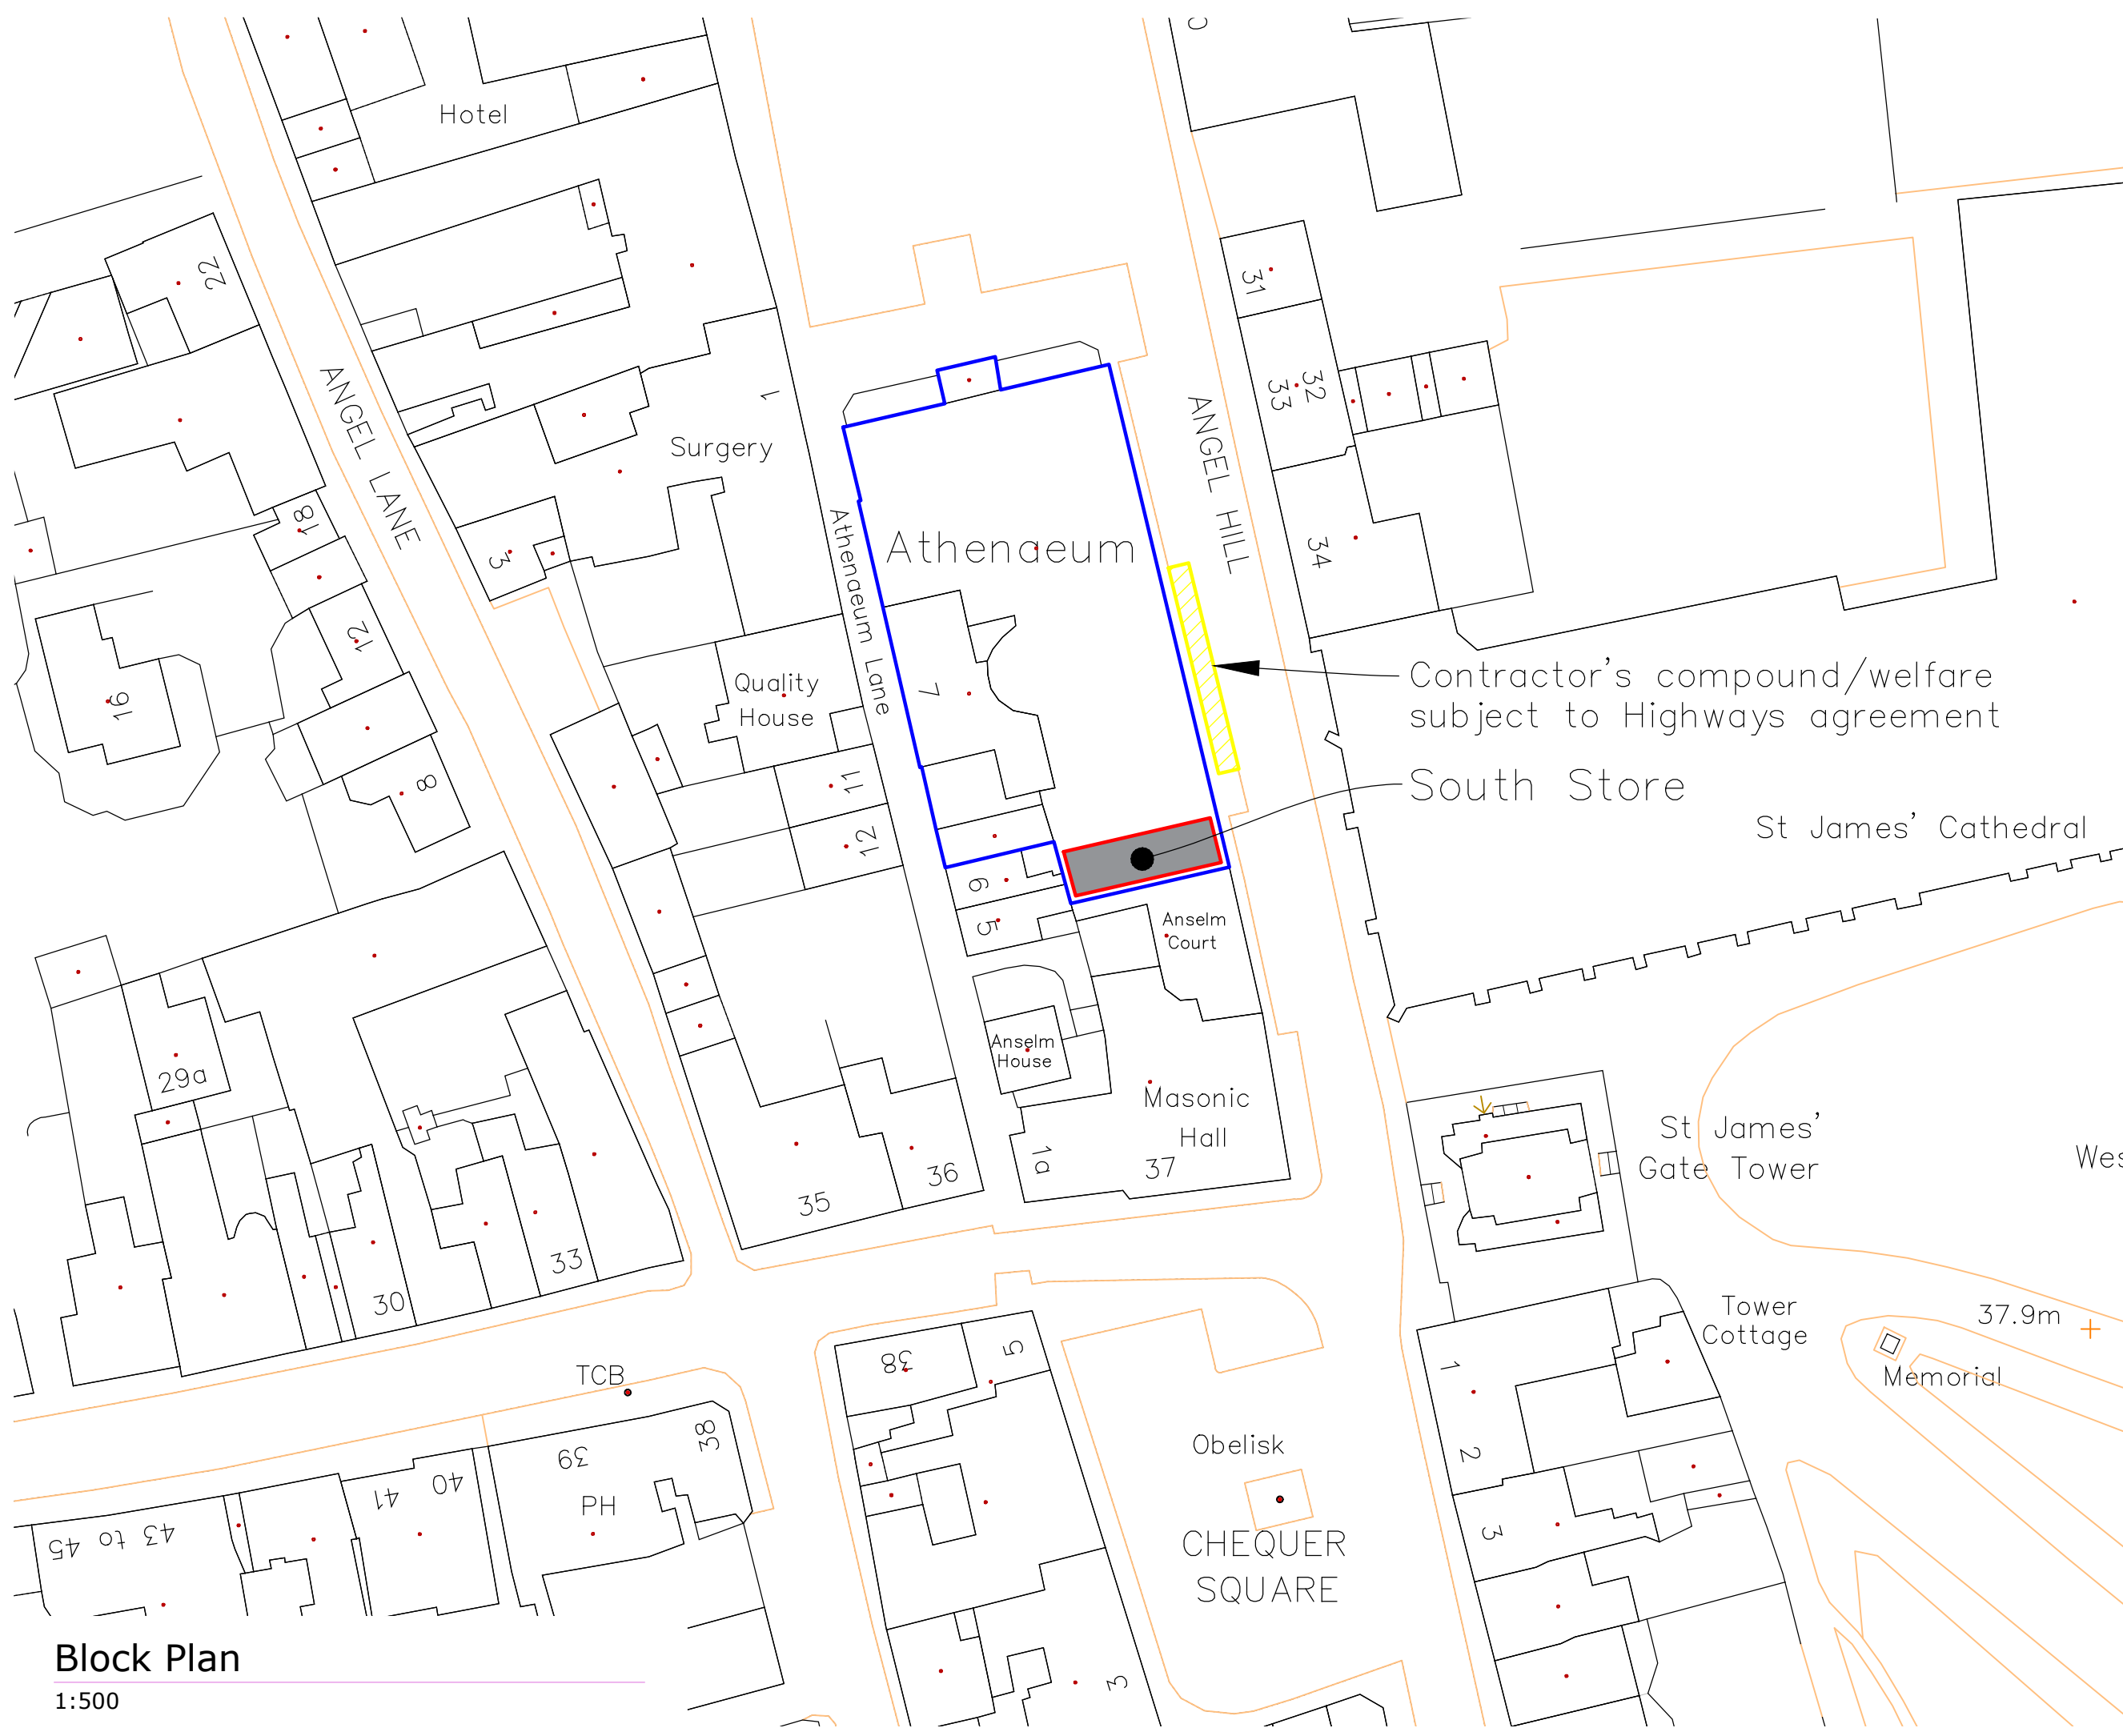 Hotel
22
ANGEL LANE
1
Surgery
31
32
33
ANGEL HILL
Athenaeum Lane
Athenaeum
34
18
3
12
16
7
Quality
House
Contractor's compound/welfare
subject to Highways agreement
South Store
8
11
12
St James' Cathedral
6
5
Anselm
Court
Anselm
House
29a
Masonic
Hall
1a
37
St James'
Gate Tower
Wes
35
36
33
30
Tower
Cottage
37.9m
Memorial
TCB
38
5
1
2
38
39
40
41
PH
43 to 45
Obelisk
CHEQUER
SQUARE
3
3
Block Plan
1:500